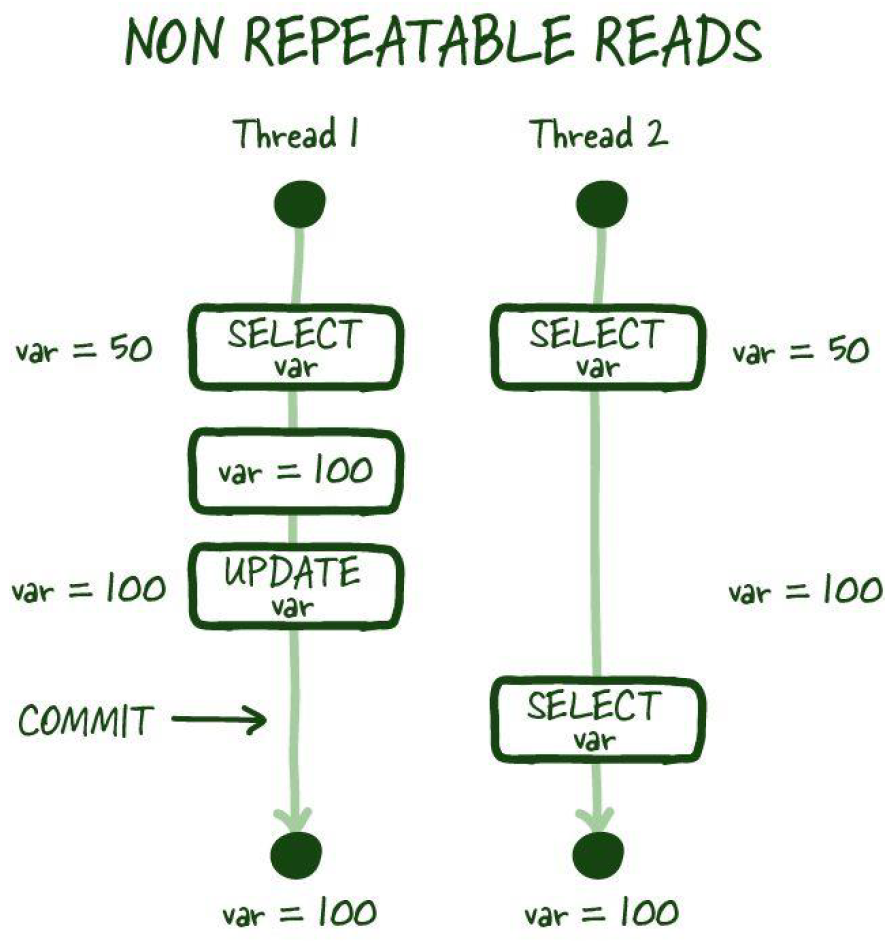 NON REPEATABLE READS
Thread 1
Thread 2
var = 50
SELECT
var
SELECT
var
var = 50
var = 100
var = 100
UPDATE
var
var = 100
COMMIT
SELECT
var
var = 100
var = 100